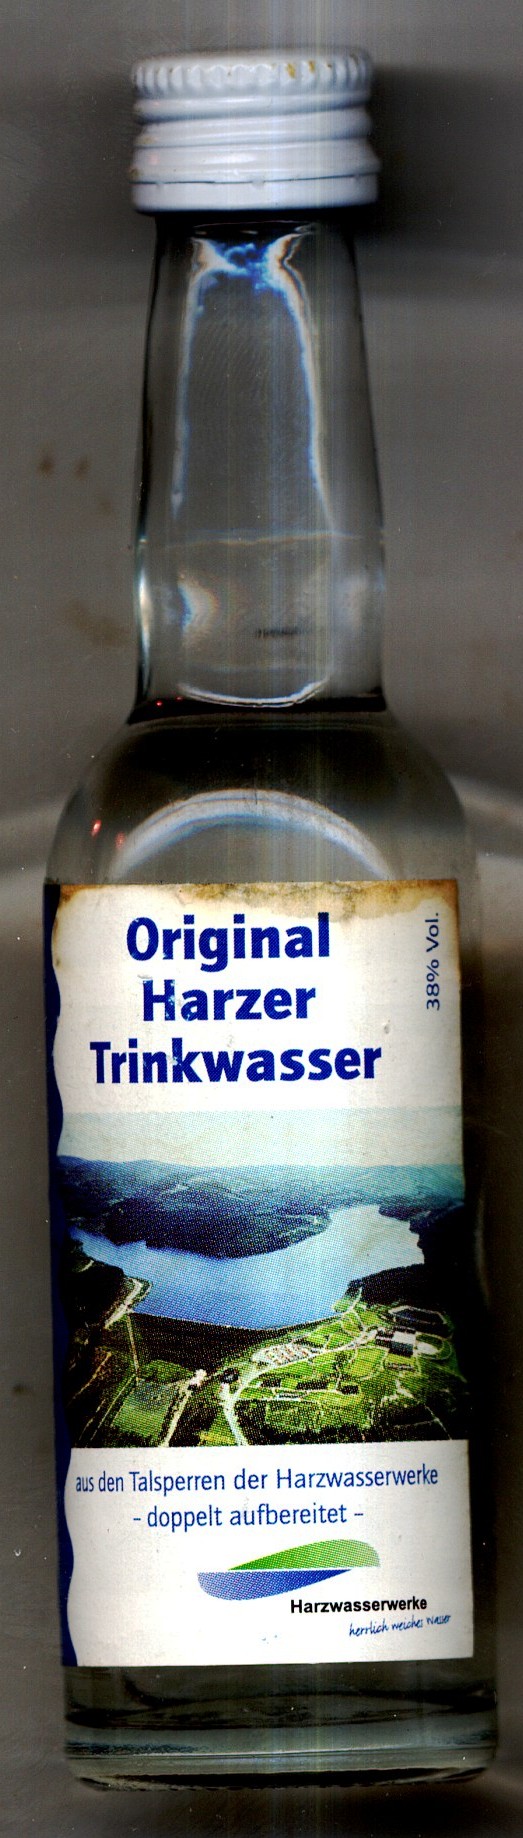 Original
Harzer
Trinkwasser
38% Vol.
aus den Talsperren der Harzwasserwerke
- doppelt aufbereitet -
Harzwasserwerke
herrlich weiches Wasser